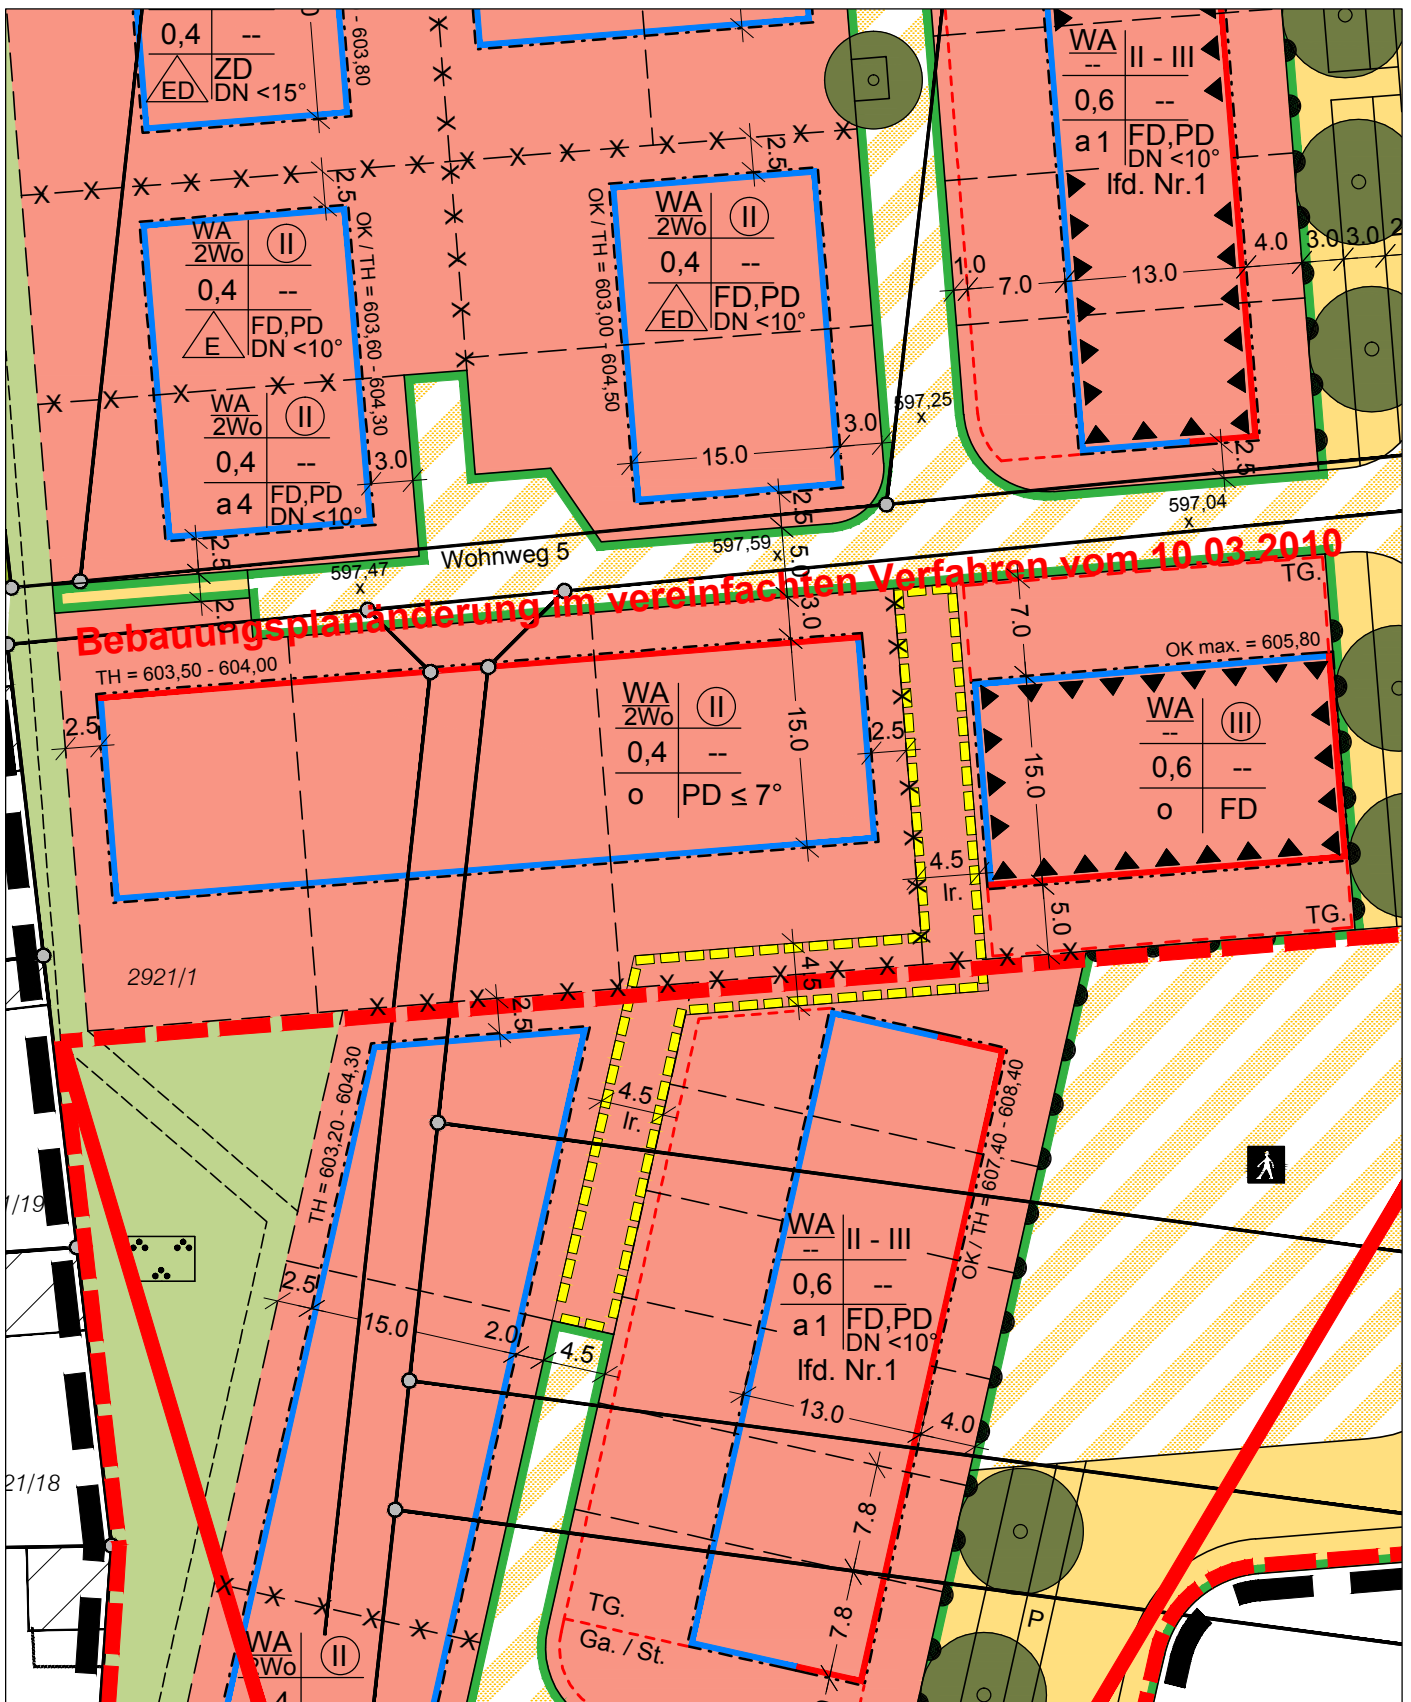 0,4 --
ED ZD
DN <15°
- 603,80
WA II - III
--
0,6 --
a 1 FD,PD
DN <10°
lfd. Nr.1
2.5
2.5
WA II
2Wo
0,4 --
E FD,PD
DN <10°
OK / TH = 603,60 - 604,30
OK / TH = 603,00 - 604,50
WA II
2Wo
0,4 --
ED FD,PD
DN <10°
1.0
7.0
13.0
4.0
3.0
3.0
2
WA II
2Wo
0,4 --
a 4 FD,PD
DN <10°
3.0
15.0
3.0
597,25
x
2.5
2.5
2.5
2.0
597,04
x
597,59 x
5.0
Wohnweg 5
597,47
x
Bebauungsplanänderung im vereinfachten Verfahren vom 10.03.2010
TG.
3.0
7.0
OK max. = 605,80
TH = 603,50 - 604,00
2.5
WA II
2Wo
0,4 --
o PD ≤ 7°
15.0
2.5
WA III
--
0,6 --
o FD
15.0
4.5
lr.
5.0
TG.
2921/1
4.5
2.5
TH = 603,20 - 604,30
4.5
lr.
OK / TH = 607,40 - 608,40
1/19
WA II - III
--
0,6 --
a 1 FD,PD
DN <10°
lfd. Nr.1
2.5
15.0
2.0
4.5
13.0
4.0
21/18
7.8
7.8
TG.
Ga. / St.
P
WA II
2Wo
4